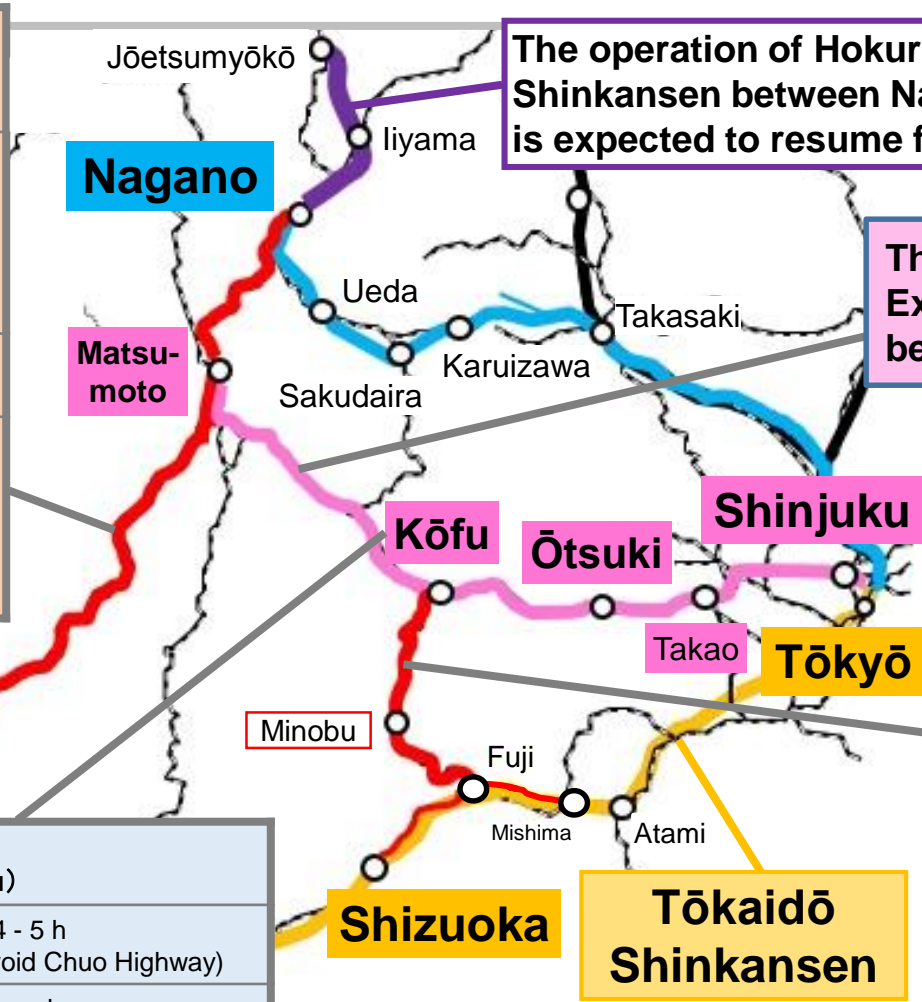 Jōetsumyōkō
The operation of Hokur
Shinkansen between Na
is expected to resume f
Iiyama
Nagano
Th
Ex
be
Ueda
Takasaki
Matsu-
moto
Karuizawa
Sakudaira
Shinjuku
Kōfu
Ōtsuki
Takao
Tōkyō
Minobu
Fuji
Mishima
Atami
)
4 - 5 h
oid Chuo Highway)
Shizuoka
Tōkaidō
Shinkansen